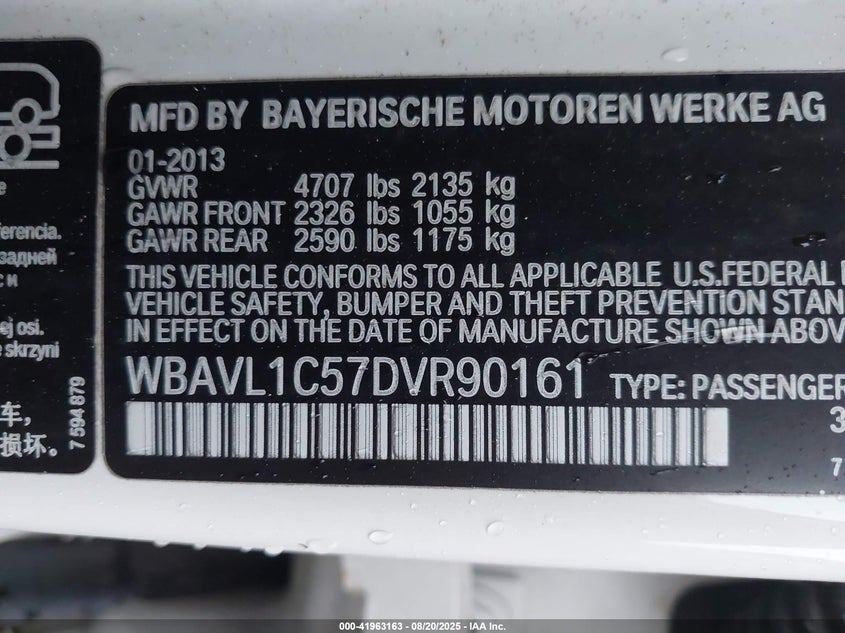 e
ferencia.
задней
с и
ej osi.
e skrzyni
车,
损坏.
7 594 879
MFD BY BAYERISCHE MOTOREN WERKE AG
01-2013
GVWR 4707 lbs 2135 kg
GAWR FRONT 2326 lbs 1055 kg
GAWR REAR 2590 lbs 1175 kg
THIS VEHICLE CONFORMS TO ALL APPLICABLE U.S.FEDERAL
VEHICLE SAFETY, BUMPER AND THEFT PREVENTION STAN
IN EFFECT ON THE DATE OF MANUFACTURE SHOWN ABOV
WBAVL1C57DVR90161 TYPE: PASSENGER
3
7
000-41963163 - 08/20/2025 - IAA Inc.